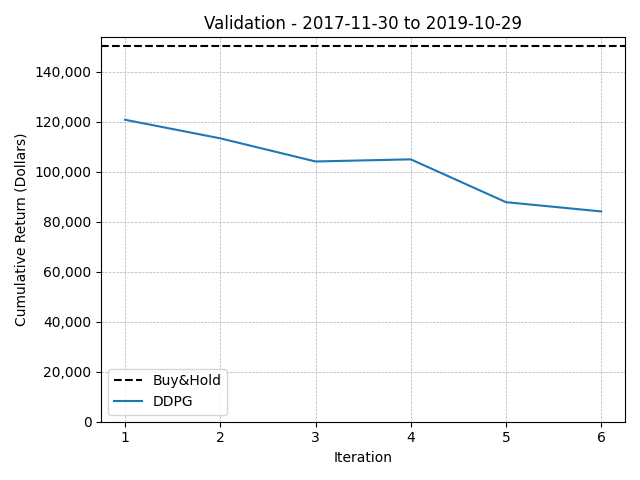 Validation - 2017-11-30 to 2019-10-29
Cumulative Return (Dollars)
140,000
120,000
100,000
80,000
60,000
40,000
20,000
0
Buy&Hold
DDPG
1 2 3 4 5 6
Iteration